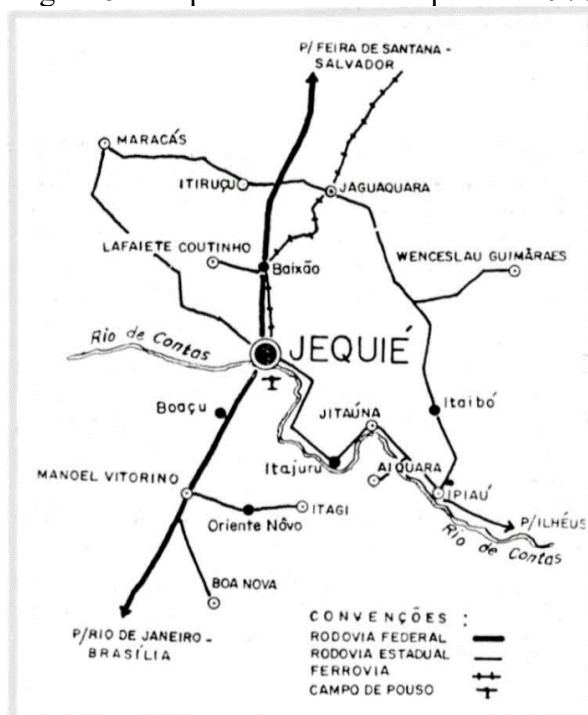 P/ FEIRA DE SANTANA -
SALVADOR
MARACÁS
ITIRUÇU
JAGUAQUARA
LAFAIETE COUTINHO
Baixão
WENCESLAU GUIMARÃES
Rio de Contas
JEQUIÉ
Boaçu
JITAÚNA
Itaibó
Itajuru
AIQUARA
MANOEL VITORINO
IPIAÚ
ITAGI
Oriente Nôvo
P/ILHÉUS
Rio de Contas
BOA NOVA
P/RIO DE JANEIRO -
BRASÍLIA
CONVENÇÕES :
RODOVIA FEDERAL
RODOVIA ESTADUAL
FERROVIA
CAMPO DE POUSO